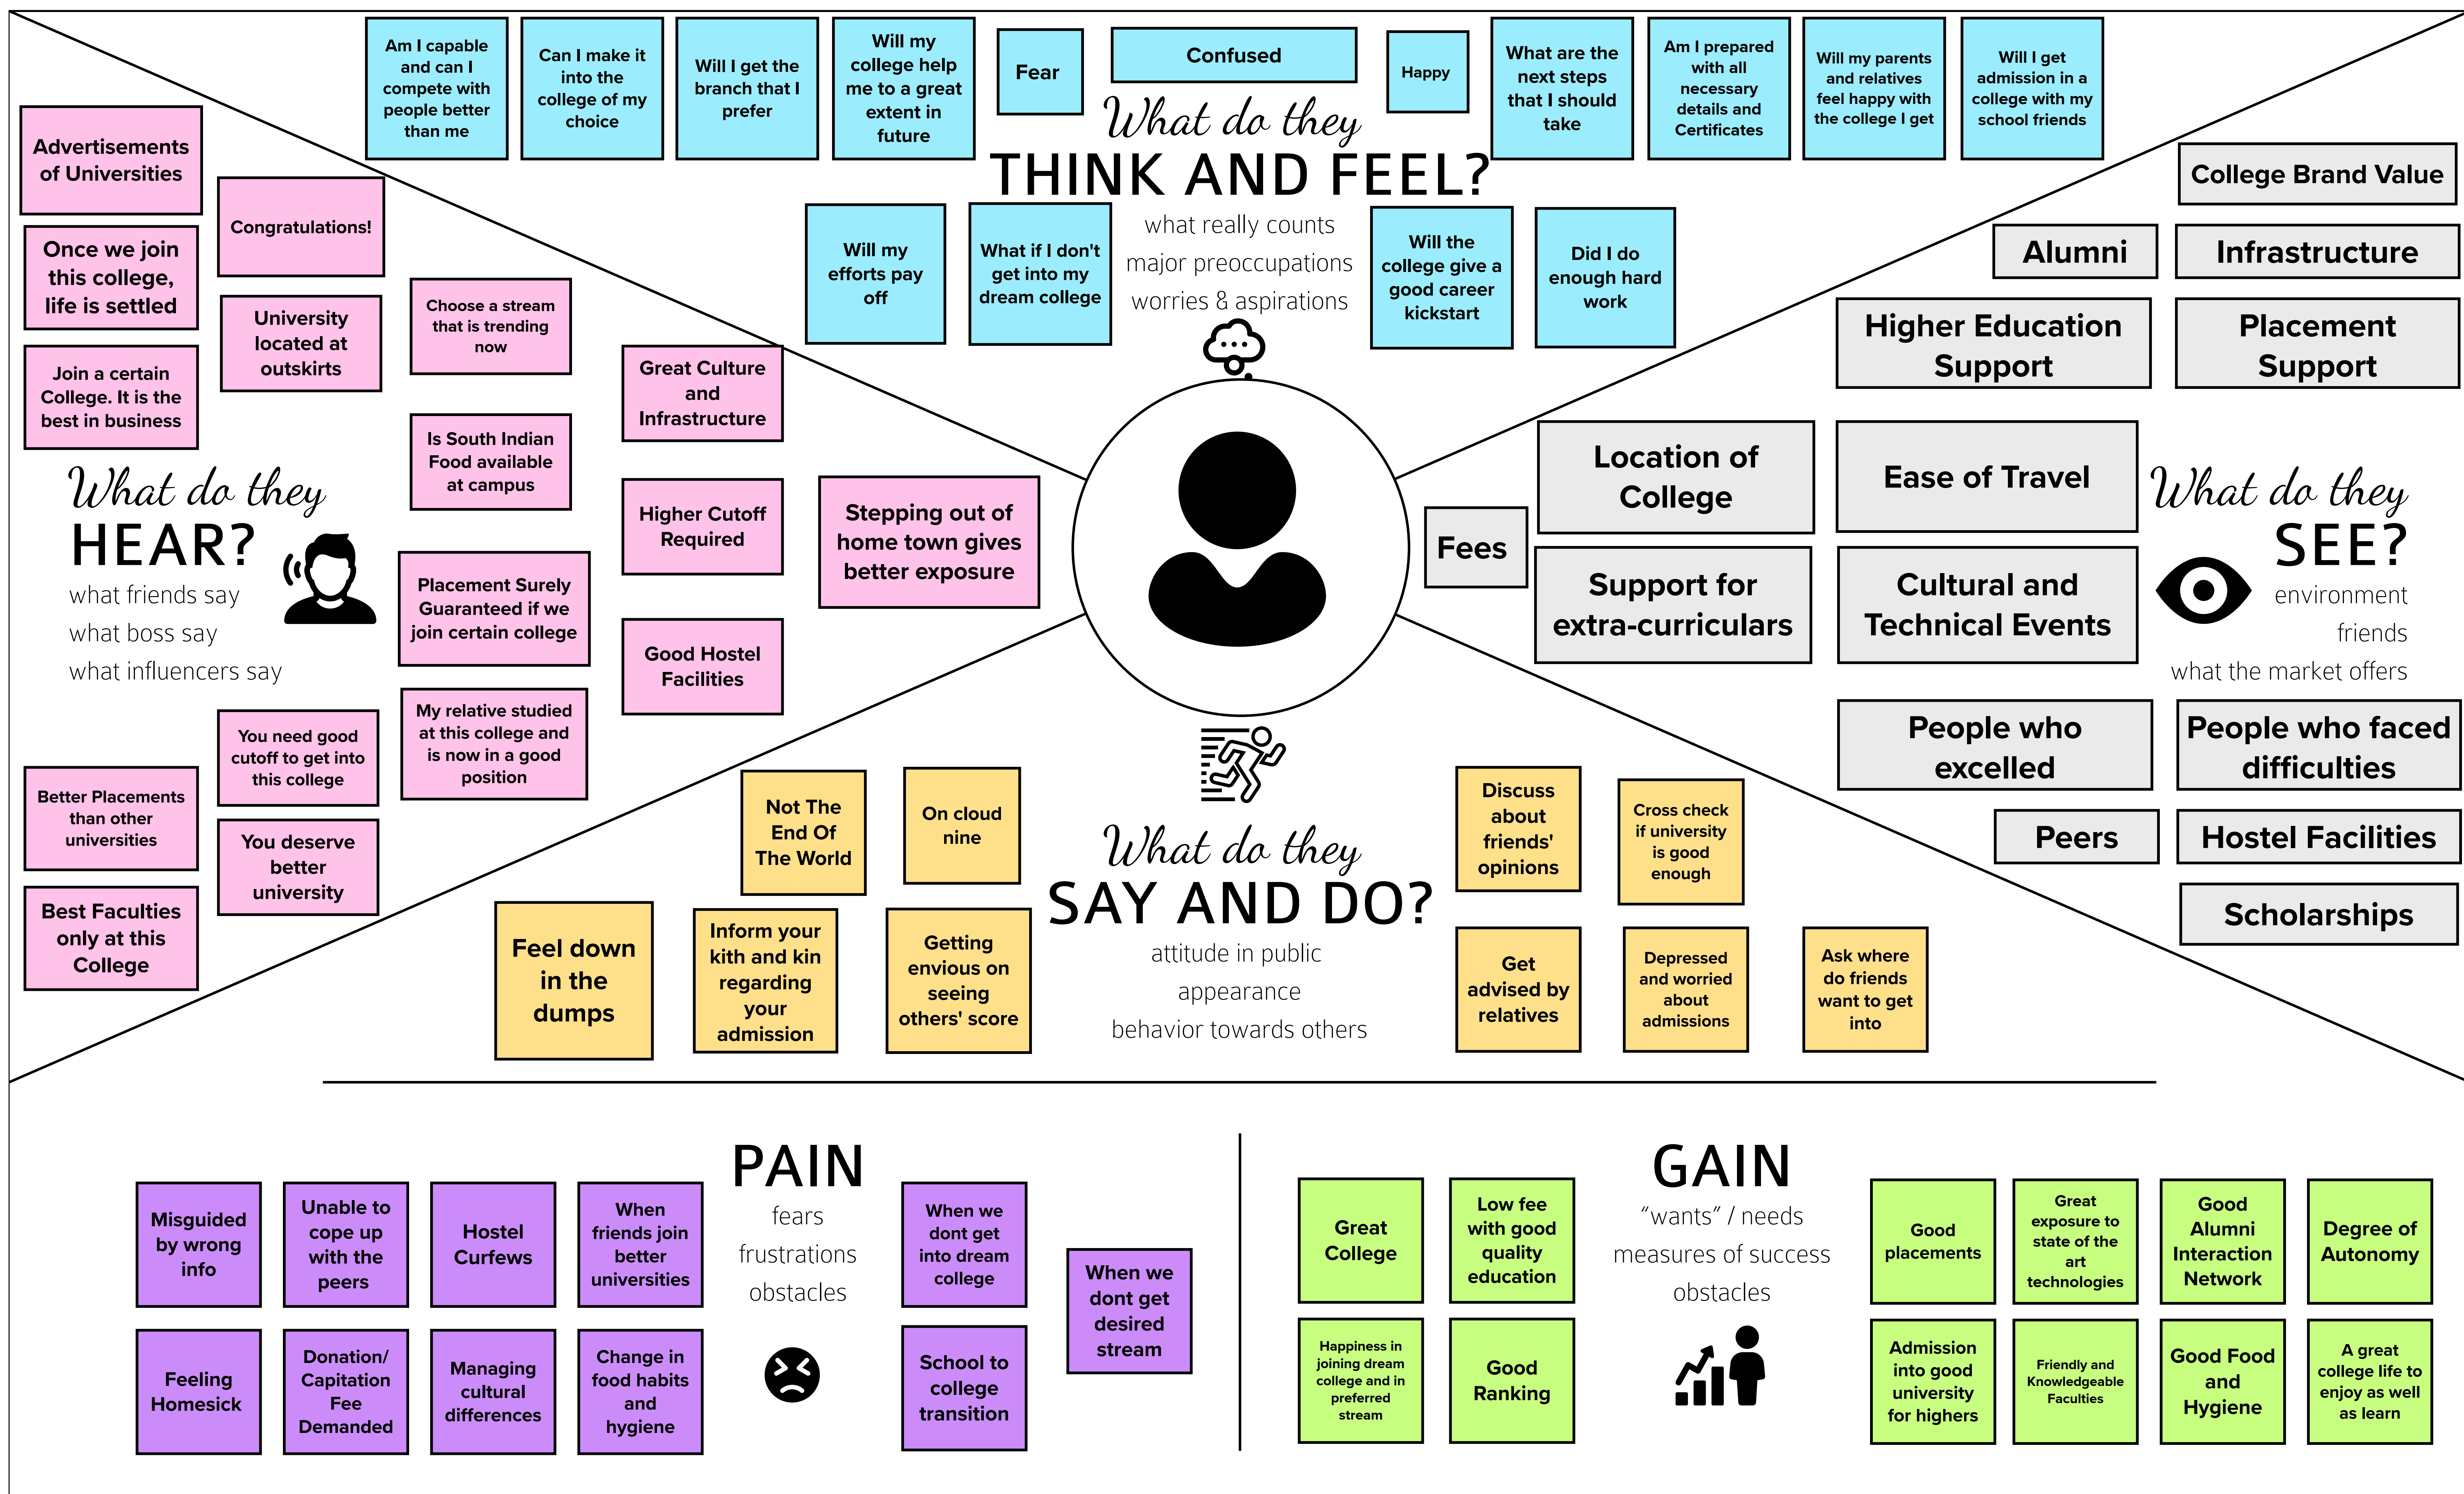 Am I capable
and can I
compete with
people better
than me
Can I make it
into the
college of my
choice
Will I get the
branch that I
prefer
Will my
college help
me to a great
extent in
future
Fear
Confused
Happy
What are the
next steps
that I should
take
Am I prepared
with all
necessary
details and
Certificates
Will my parents
and relatives
feel happy with
the college I get
Will I get
admission in a
college with my
school friends
What do they
THINK AND FEEL?
what really counts
major preoccupations
worries & aspirations
Will my
efforts pay
off
What if I don't
get into my
dream college
Will the
college give a
good career
kickstart
Did I do
enough hard
work
Advertisements
of Universities
Congratulations!
Once we join
this college,
life is settled
University
located at
outskirts
Choose a stream
that is trending
now
Join a certain
College. It is the
best in business
Great Culture
and
Infrastructure
Is South Indian
Food available
at campus
Higher Cutoff
Required
Stepping out of
home town gives
better exposure
What do they
HEAR?
what friends say
what boss say
what influencers say
Placement Surely
Guaranteed if we
join certain college
Good Hostel
Facilities
My relative studied
at this college and
is now in a good
position
You need good
cutoff to get into
this college
Better Placements
than other
universities
You deserve
better
university
Best Faculties
only at this
College
College Brand Value
Alumni
Infrastructure
Higher Education
Support
Placement
Support
Location of
College
Ease of Travel
Fees
Support for
extra-curriculars
Cultural and
Technical Events
What do they
SEE?
environment
friends
what the market offers
People who
excelled
People who faced
difficulties
Peers
Hostel Facilities
Scholarships
Not The
End Of
The World
On cloud
nine
What do they
SAY AND DO?
attitude in public
appearance
behavior towards others
Feel down
in the
dumps
Inform your
kith and kin
regarding
your
admission
Getting
envious on
seeing
others' score
Discuss
about
friends'
opinions
Cross check
if university
is good
enough
Get
advised by
relatives
Depressed
and worried
about
admissions
Ask where
do friends
want to get
into
PAIN
fears
frustrations
obstacles
Misguided
by wrong
info
Unable to
cope up
with the
peers
Hostel
Curfews
When
friends join
better
universities
When we
dont get
into dream
college
When we
dont get
desired
stream
Feeling
Homesick
Donation/
Capitation
Fee
Demanded
Managing
cultural
differences
Change in
food habits
and
hygiene
School to
college
transition
GAIN
"wants" / needs
measures of success
obstacles
Great
College
Low fee
with good
quality
education
Good
placements
Great
exposure to
state of the
art
technologies
Good
Alumni
Interaction
Network
Degree of
Autonomy
Happiness in
joining dream
college and in
preferred
stream
Good
Ranking
Admission
into good
university
for highers
Friendly and
Knowledgeable
Faculties
Good Food
and
Hygiene
A great
college life to
enjoy as well
as learn